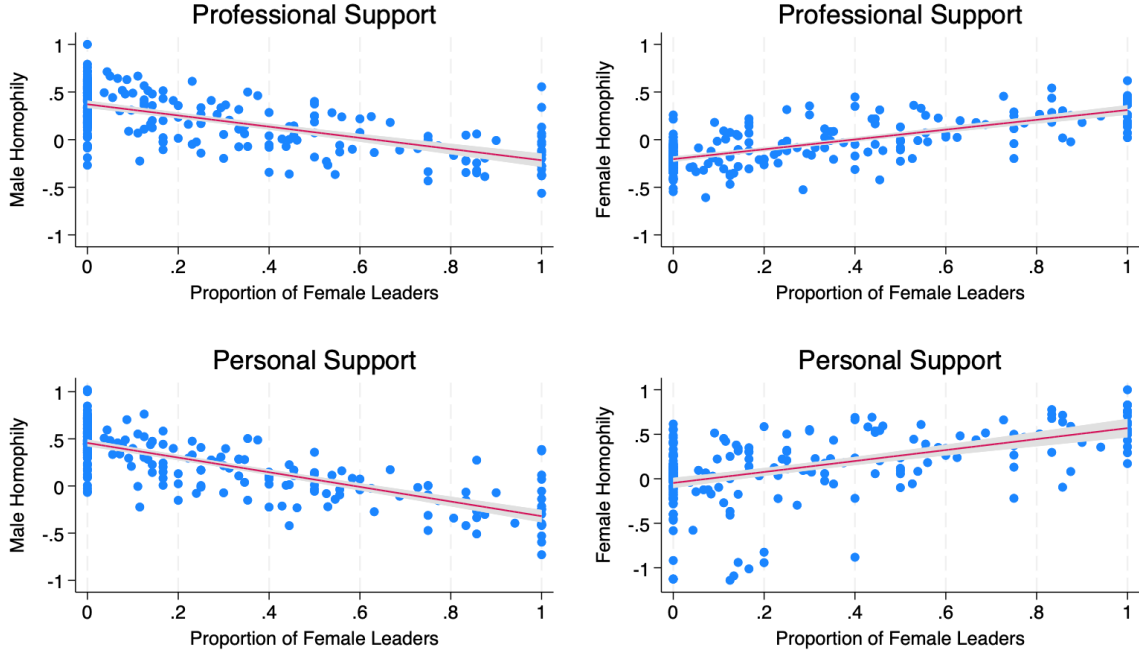 Professional Support
Male Homophily
1
.5
0
-.5
-1
0 .2 .4 .6 .8 1
Proportion of Female Leaders
Professional Support
Female Homophily
1
.5
0
-.5
-1
0 .2 .4 .6 .8 1
Proportion of Female Leaders
Personal Support
Male Homophily
1
.5
0
-.5
-1
0 .2 .4 .6 .8 1
Proportion of Female Leaders
Personal Support
Female Homophily
1
.5
0
-.5
-1
0 .2 .4 .6 .8 1
Proportion of Female Leaders